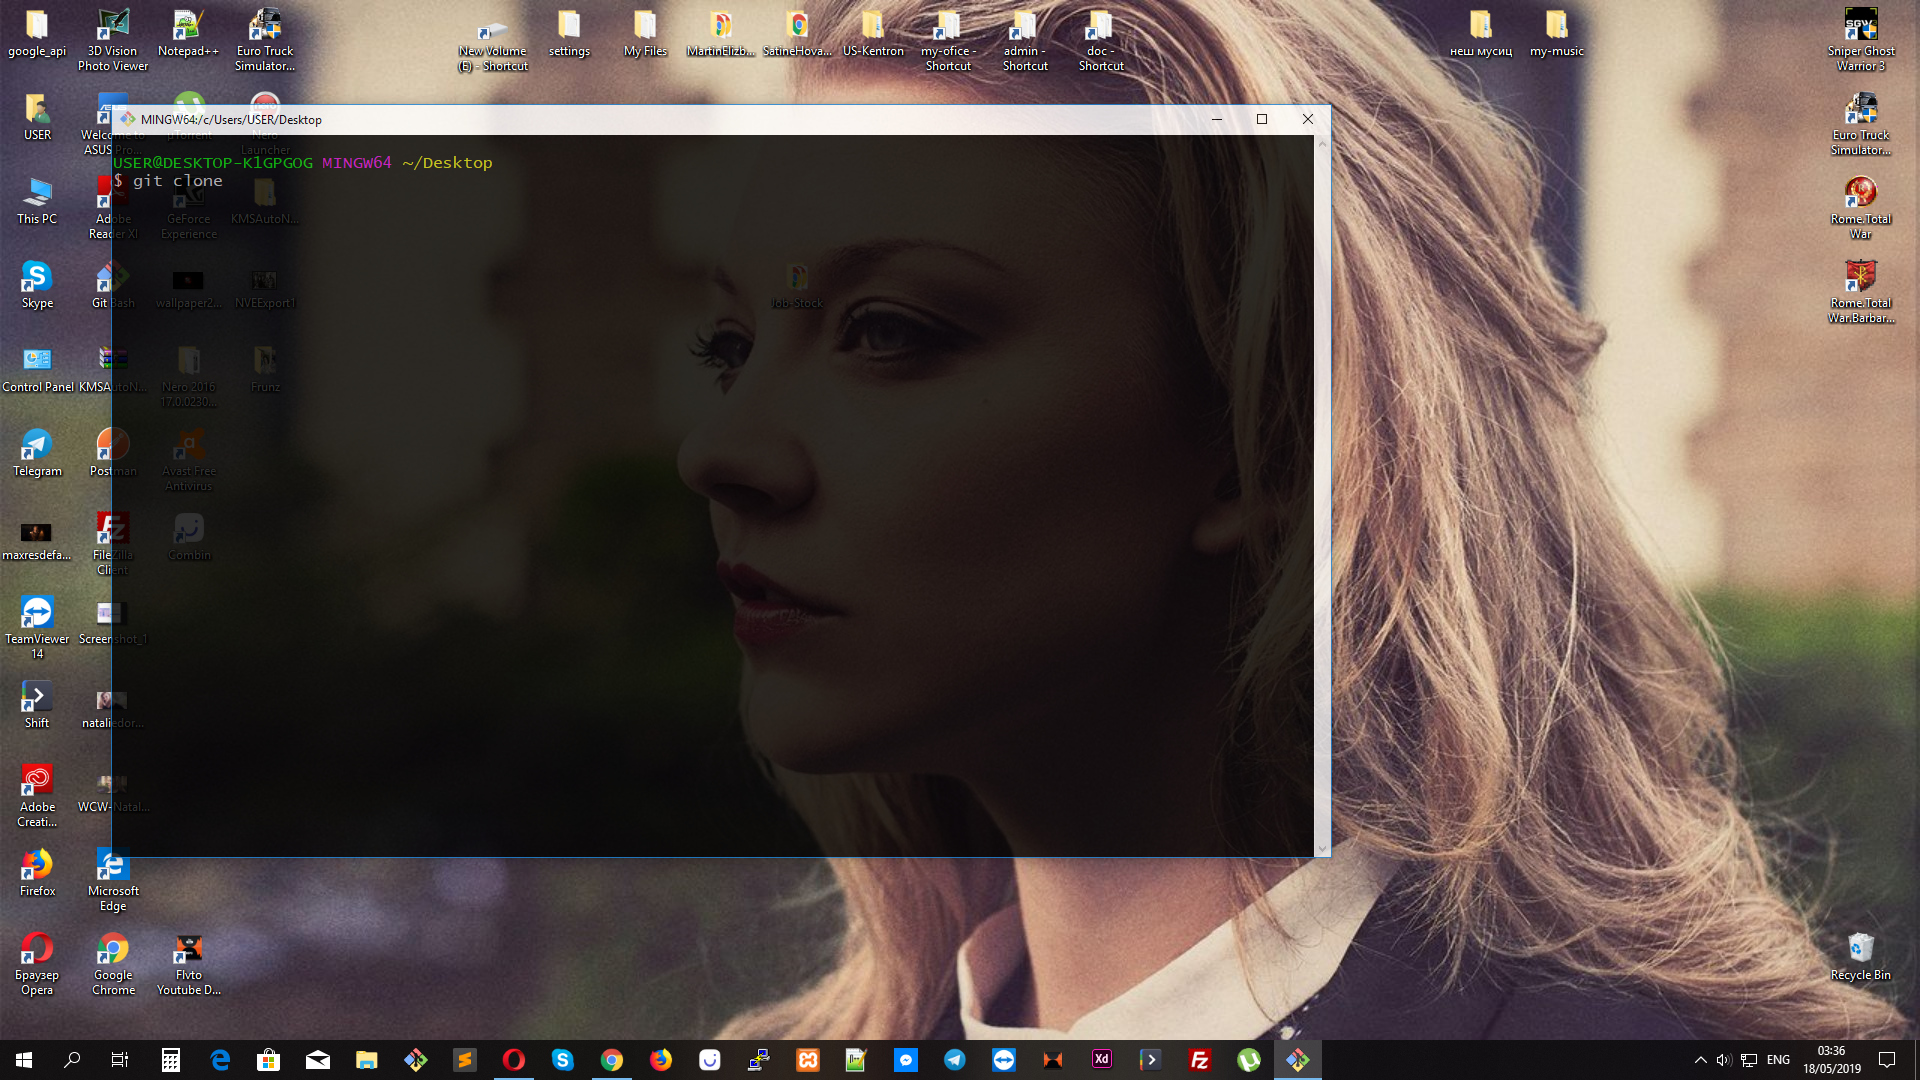 google_api
3D Vision
Photo Viewer
Notepad++
Euro Truck
Simulator...
New Volume
(E) - Shortcut
settings
My Files
MartinElizb...
SatineHova...
US-Kentron
my-ofice -
Shortcut
admin -
Shortcut
doc -
Shortcut
неш мусиц
my-music
Sniper Ghost
Warrior 3
USER
Welcome to
ASUS Pro...
µTorrent
Nero
Launcher
MINGW64:/c/Users/USER/Desktop
USER@DESKTOP-K1GPGOG MINGW64 ~/Desktop
$ git clone
Euro Truck
Simulator...
This PC
Adobe
Reader XI
GeForce
Experience
KMSAutoN...
Rome.Total
War
Skype
Git Bash
wallpaper2...
NVEExport1
Job-Stock
Rome.Total
War.Barbar...
Control Panel
KMSAutoN...
Nero 2016
17.0.0230...
Frunz
Telegram
Postman
Avast Free
Antivirus
maxresdefa...
FileZilla
Client
Combin
TeamViewer
14
Screenshot_1
Shift
nataliedor...
Adobe
Creati...
WCW-Natal...
Firefox
Microsoft
Edge
Браузер
Opera
Google
Chrome
Flvto
Youtube D...
Recycle Bin
ENG
03:36
18/05/2019